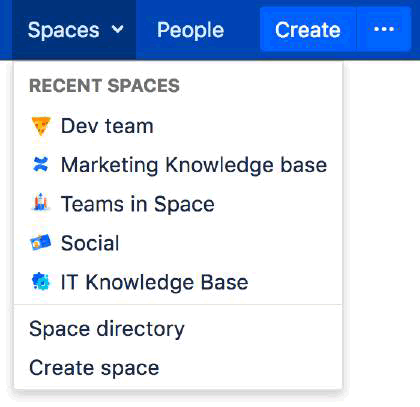 Spaces People Create ...
RECENT SPACES
Dev team
Marketing Knowledge base
Teams in Space
Social
IT Knowledge Base
Space directory
Create space